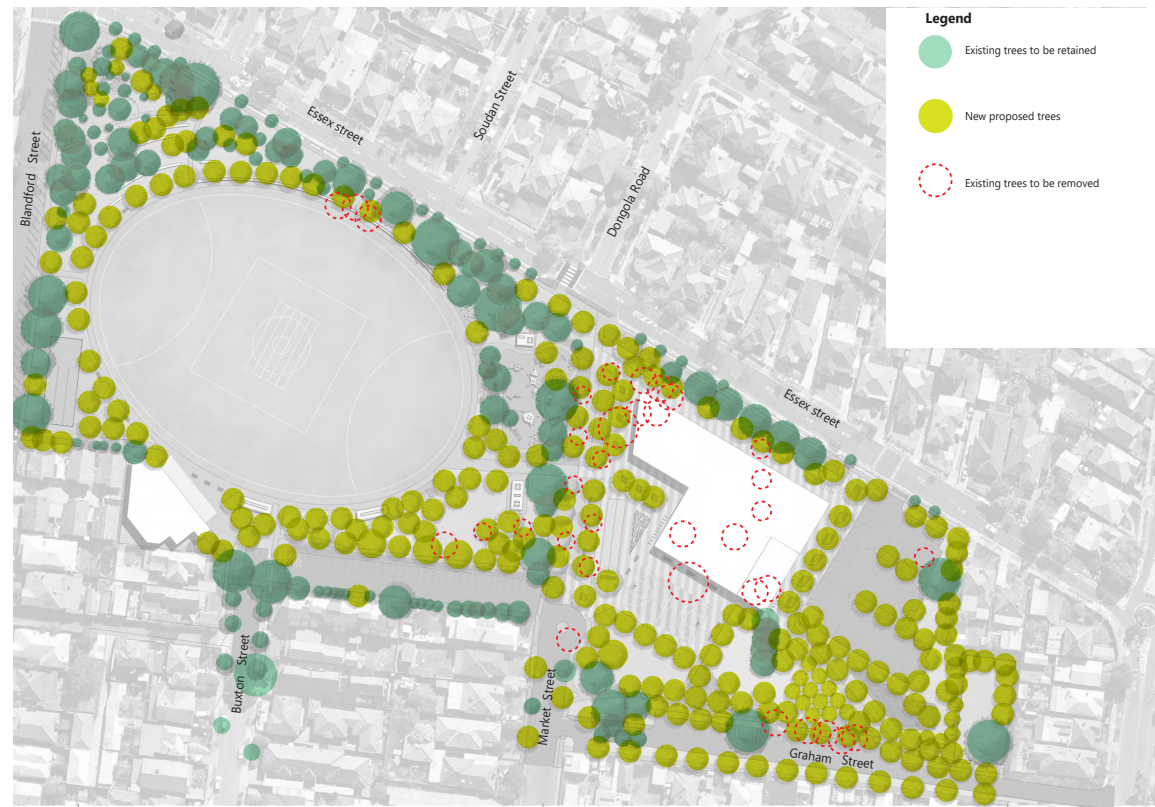 Legend
Existing trees to be retained
New proposed trees
Existing trees to be removed
Essex street
Soudan Street
Blandford Street
Dongola Road
Essex street
Buxton Street
Market Street
Graham Street